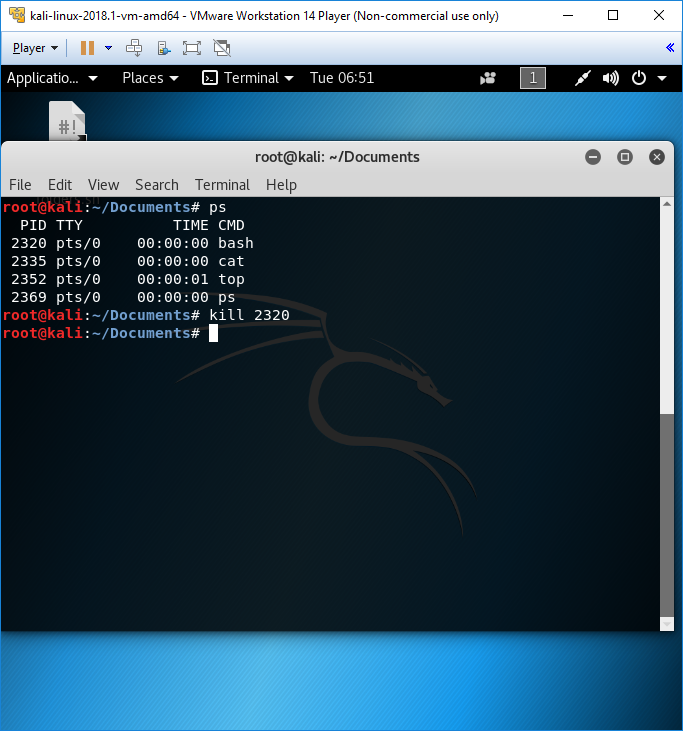 kali-linux-2018.1-vm-amd64 - VMware Workstation 14 Player (Non-commercial use only)
Player
Applicatio... Places Terminal Tue 06:51 1
#!
root@kali: ~/Documents
File Edit View Search Terminal Help
root@kali:~/Documents# ps
  PID TTY          TIME CMD
 2320 pts/0    00:00:00 bash
 2335 pts/0    00:00:00 cat
 2352 pts/0    00:00:01 top
 2369 pts/0    00:00:00 ps
root@kali:~/Documents# kill 2320
root@kali:~/Documents#